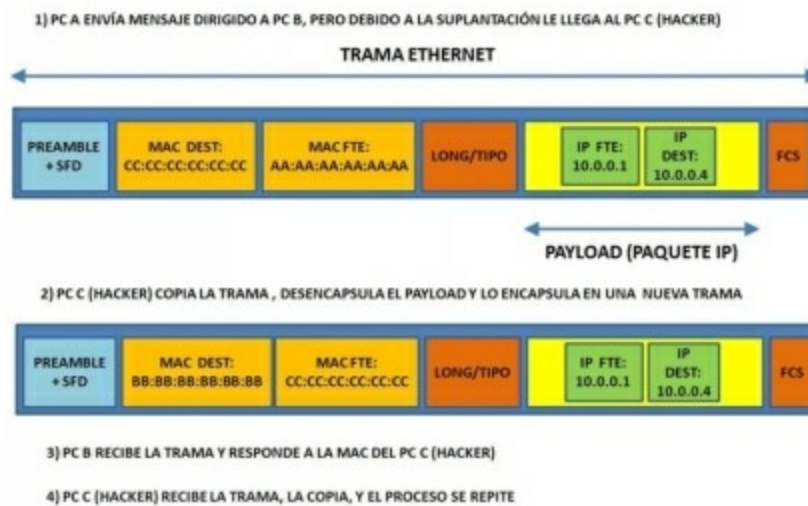 1) PC A ENVÍA MENSAJE DIRIGIDO A PC B, PERO DEBIDO A LA SUPLANTACIÓN LE LLEGA AL PC C (HACKER)
TRAMA ETHERNET
PREAMBLE
+ SFD
MAC DEST:
CC:CC:CC:CC:CC:CC
MAC FTE:
AA:AA:AA:AA:AA:AA
LONG/TIPO
IP FTE:
10.0.0.1
IP
DEST:
10.0.0.4
FCS
PAYLOAD (PAQUETE IP)
2) PC C (HACKER) COPIA LA TRAMA , DESENCAPSULA EL PAYLOAD Y LO ENCAPSULA EN UNA NUEVA TRAMA
PREAMBLE
+ SFD
MAC DEST:
BB:BB:BB:BB:BB:BB
MAC FTE:
CC:CC:CC:CC:CC:CC
LONG/TIPO
IP FTE:
10.0.0.1
IP
DEST:
10.0.0.4
FCS
3) PC B RECIBE LA TRAMA Y RESPONDE A LA MAC DEL PC C (HACKER)
4) PC C (HACKER) RECIBE LA TRAMA, LA COPIA, Y EL PROCESO SE REPITE